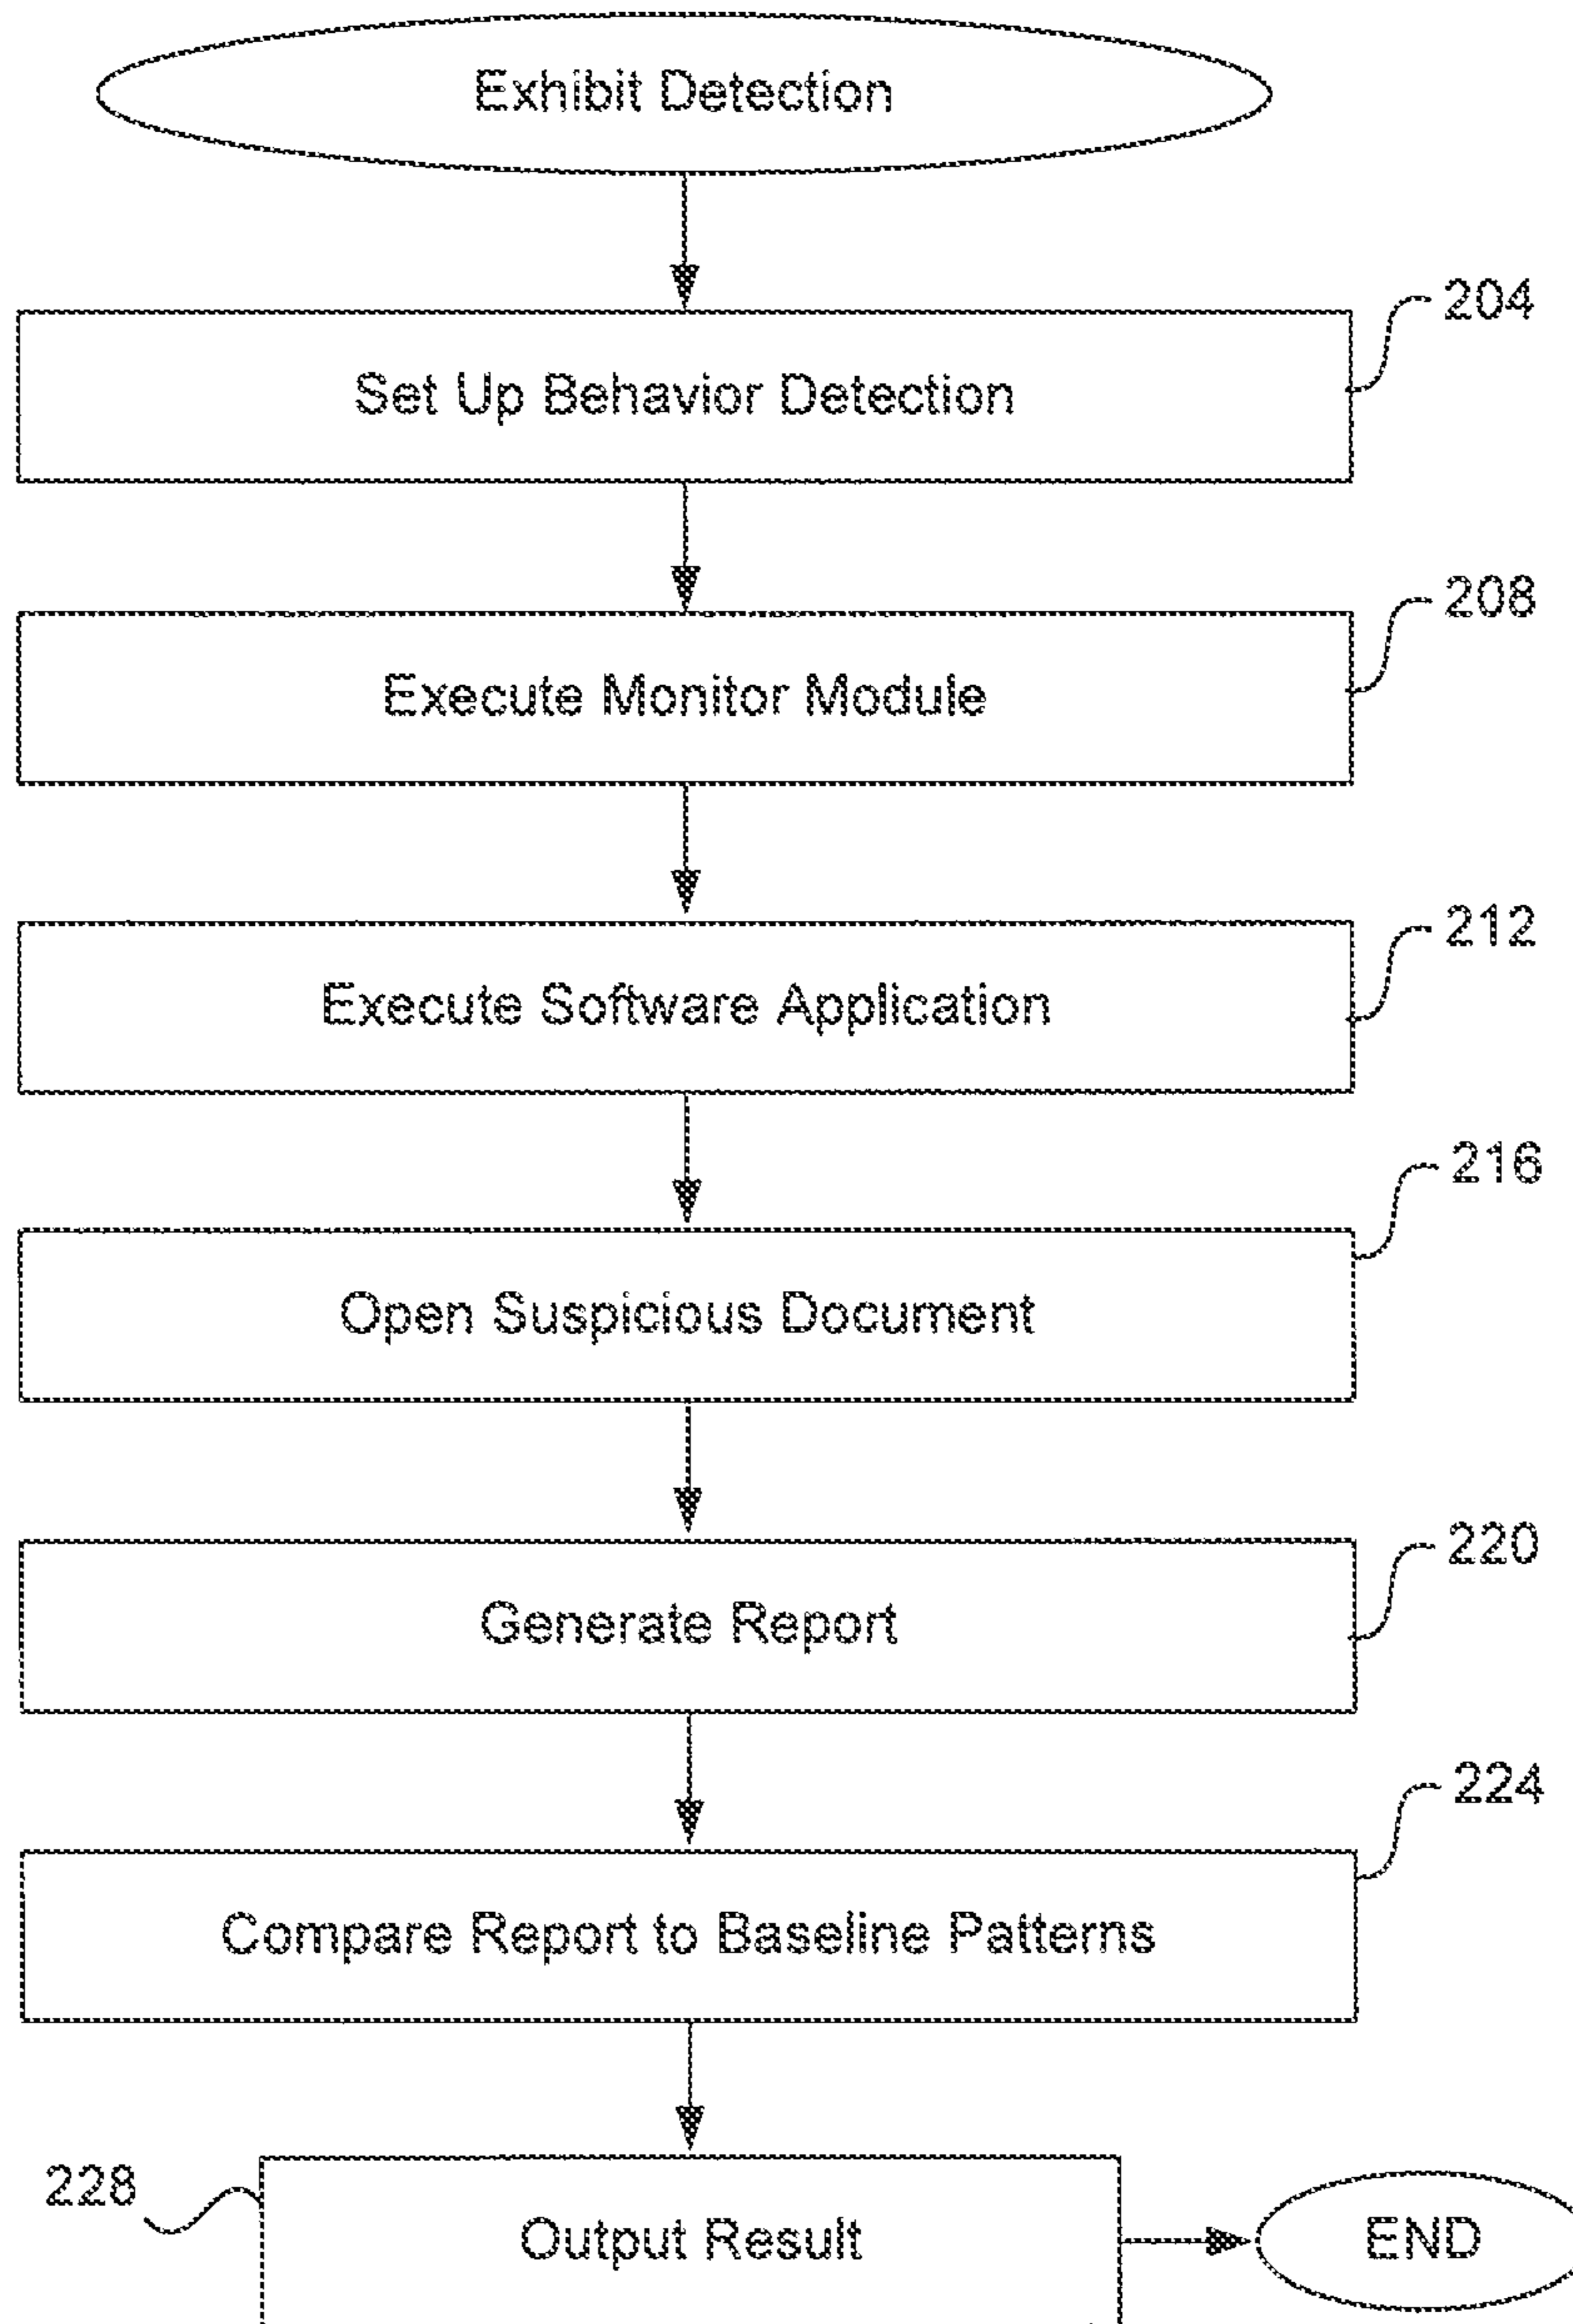 Exhibit Detection
204
Set Up Behavior Detection
208
Execute Monitor Module
212
Execute Software Application
216
Open Suspicious Document
220
Generate Report
224
Compare Report to Baseline Patterns
228
Output Result
END